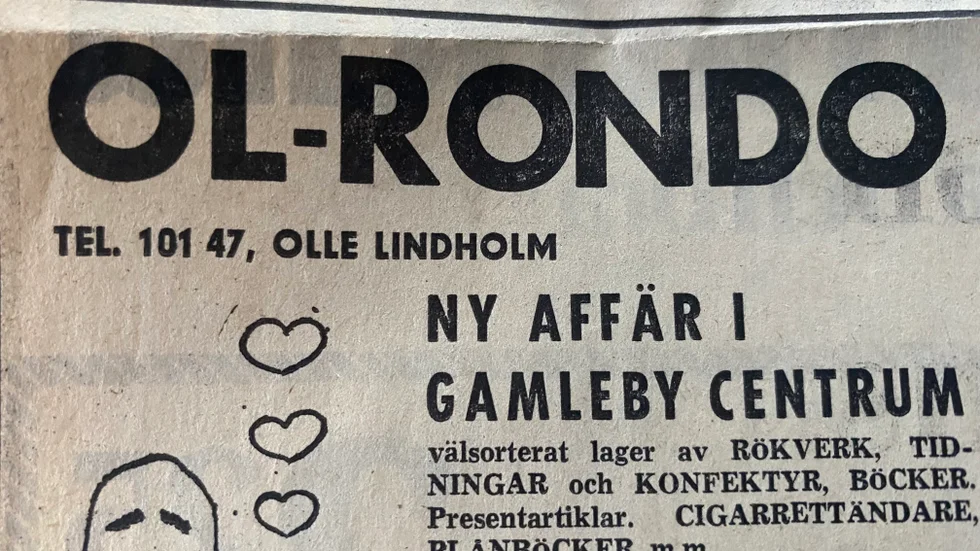 OL-RONDO
TEL. 101 47, OLLE LINDHOLM
NY AFFÄR I
GAMLEBY CENTRUM
välsorterat lager av RÖKVERK, TID-
NINGAR och KONFEKTYR, BÖCKER.
Presentartiklar. CIGARRETTÄNDARE,
PLÅNBÖCKER m.m.